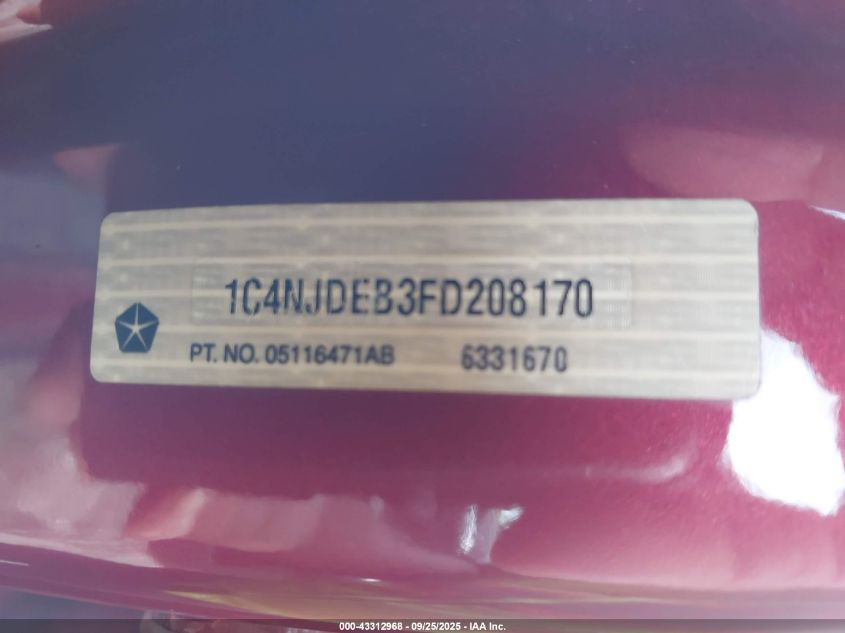 1C4NJDEB3FD208170
PT. NO. 05116471AB 6331670
000-43312968 - 09/25/2025 - IAA Inc.